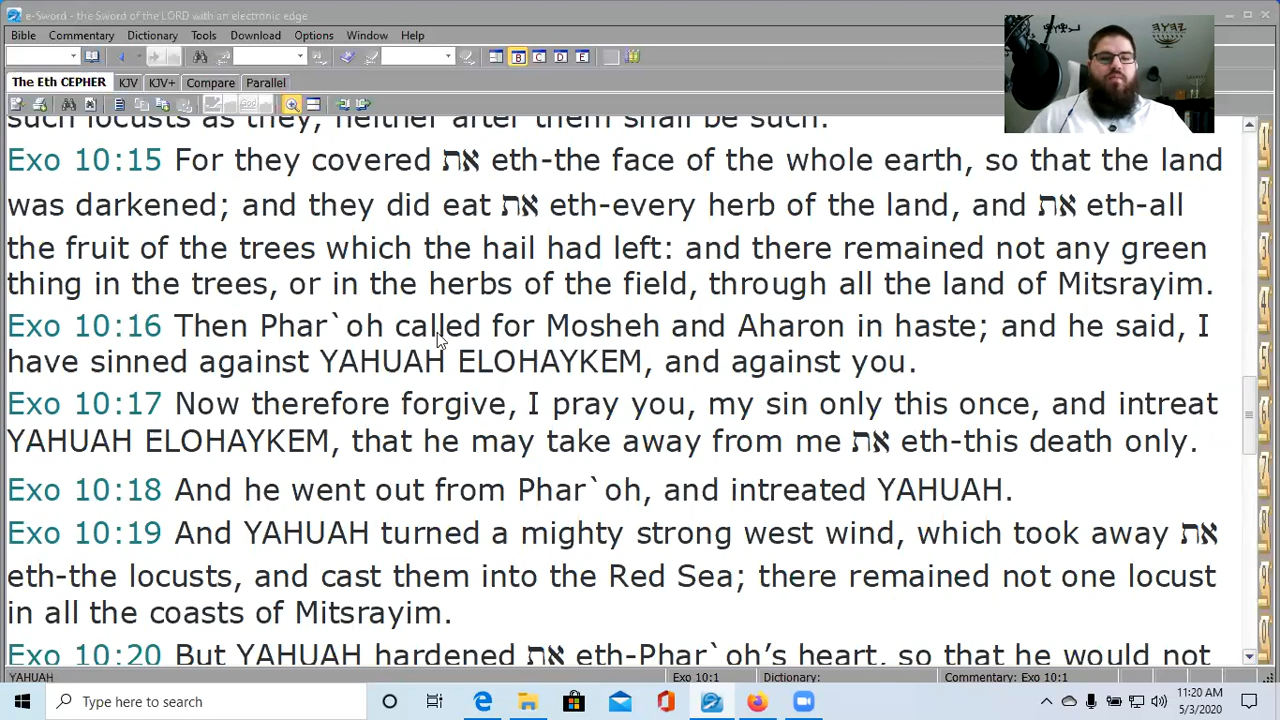 e-Sword - the Sword of the LORD with an electronic edge
Bible Commentary Dictionary Tools Options Download Window Help
The Eth CEPHER KJV KJV+ Compare Parallel
such locusts as they, neither after them shall be such.
Exo 10:15 For they covered את eth-the face of the whole earth, so that the land
was darkened; and they did eat את eth-every herb of the land, and את eth-all
the fruit of the trees which the hail had left: and there remained not any green
thing in the trees, or in the herbs of the field, through all the land of Mitsrayim.
Exo 10:16 Then Phar`oh called for Mosheh and Aharon in haste; and he said, I
have sinned against YAHUAH ELOHAYKEM, and against you.
Exo 10:17 Now therefore forgive, I pray you, my sin only this once, and intreat
YAHUAH ELOHAYKEM, that he may take away from me את eth-this death only.
Exo 10:18 And he went out from Phar`oh, and intreated YAHUAH.
Exo 10:19 And YAHUAH turned a mighty strong west wind, which took away את
eth-the locusts, and cast them into the Red Sea; there remained not one locust
in all the coasts of Mitsrayim.
Exo 10:20 But YAHUAH hardened את eth-Phar`oh’s heart, so that he would not
YAHUAH Exo 10:1 Dictionary: Commentary: Exo 10:1
Type here to search
11:20 AM
5/3/2020